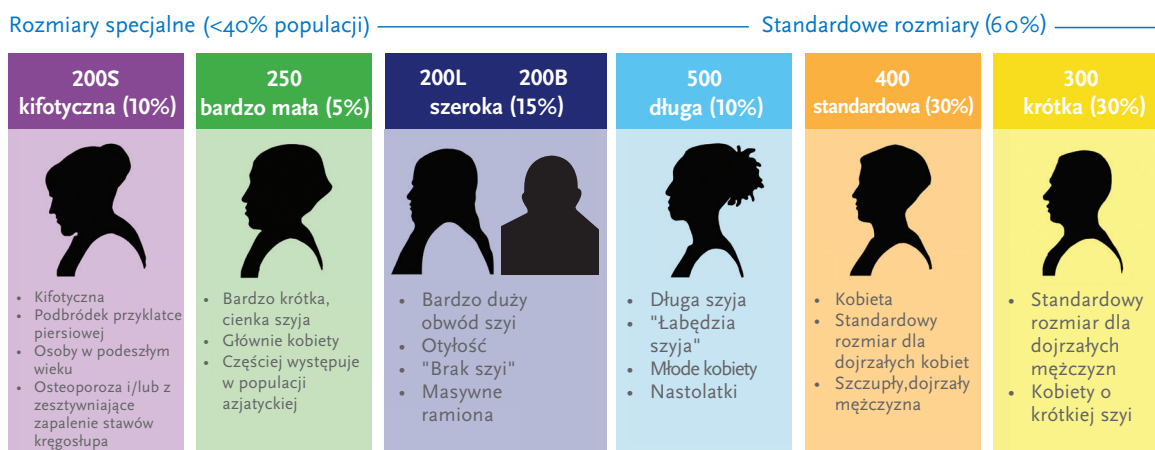 Rozmiary specjalne (<40% populacji)
Standardowe rozmiary (60%)
200S
kifotyczna (10%)
250
bardzo mała (5%)
200L 200B
szeroka (15%)
500
długa (10%)
400
standardowa (30%)
300
krótka (30%)
• Kifotyczna
• Podbródek przyklatce
piersiowej
• Osoby w podeszłym
wieku
• Osteoporoza i/lub z
zesztywniające
zapalenie stawów
kręgosłupa
• Bardzo krótka,
cienka szyja
• Głównie kobiety
• Częściej występuje
w populacji
azjatyckiej
• Bardzo duży
obwód szyi
• Otyłość
• "Brak szyi"
• Masywne
ramiona
• Długa szyja
• "Łabędzia
szyja"
• Młode kobiety
• Nastolatki
• Kobieta
• Standardowy
rozmiar dla
dojrzałych kobiet
• Szczupły,dojrzały
mężczyzna
• Standardowy
rozmiar dla
dojrzałych
mężczyzn
• Kobiety o
krótkiej szyi